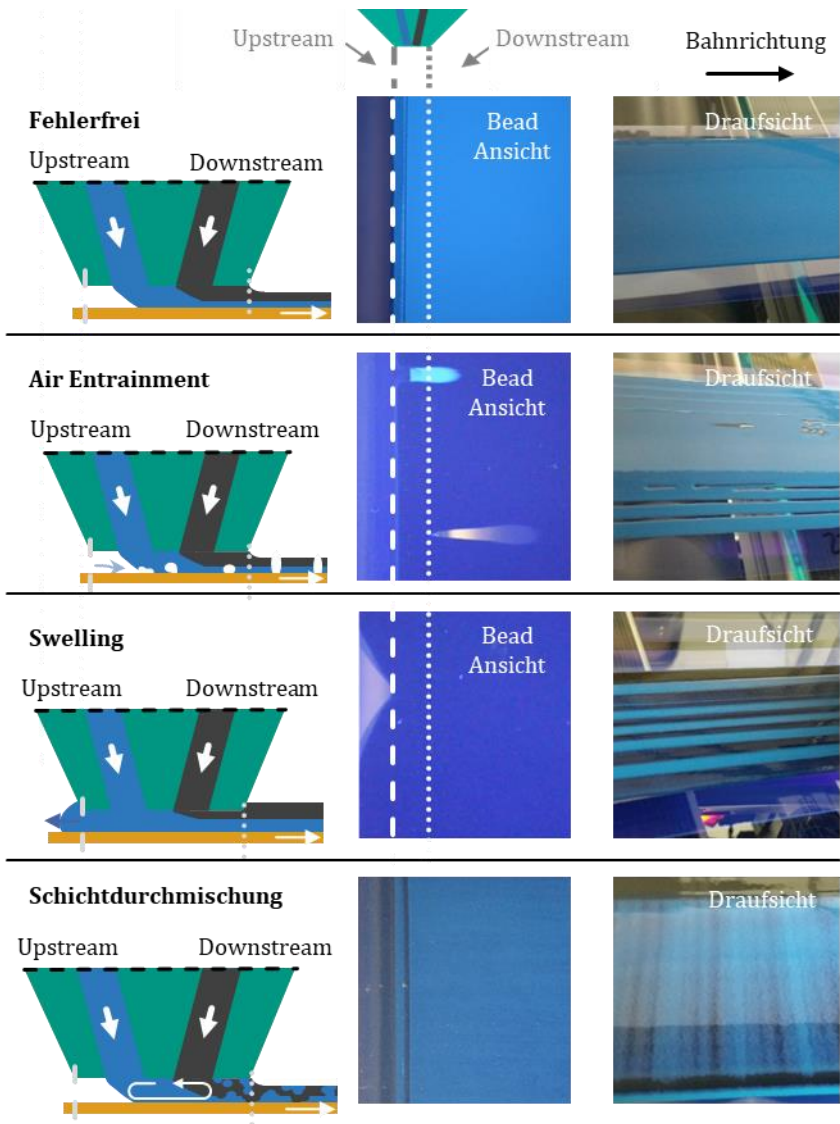 Upstream
Downstream
Bahnrichtung
Fehlerfrei
Upstream
Downstream
Bead
Ansicht
Draufsicht
Air Entrainment
Upstream
Downstream
Bead
Ansicht
Draufsicht
Swelling
Upstream
Downstream
Bead
Ansicht
Draufsicht
Schichtdurchmischung
Upstream
Downstream
Draufsicht